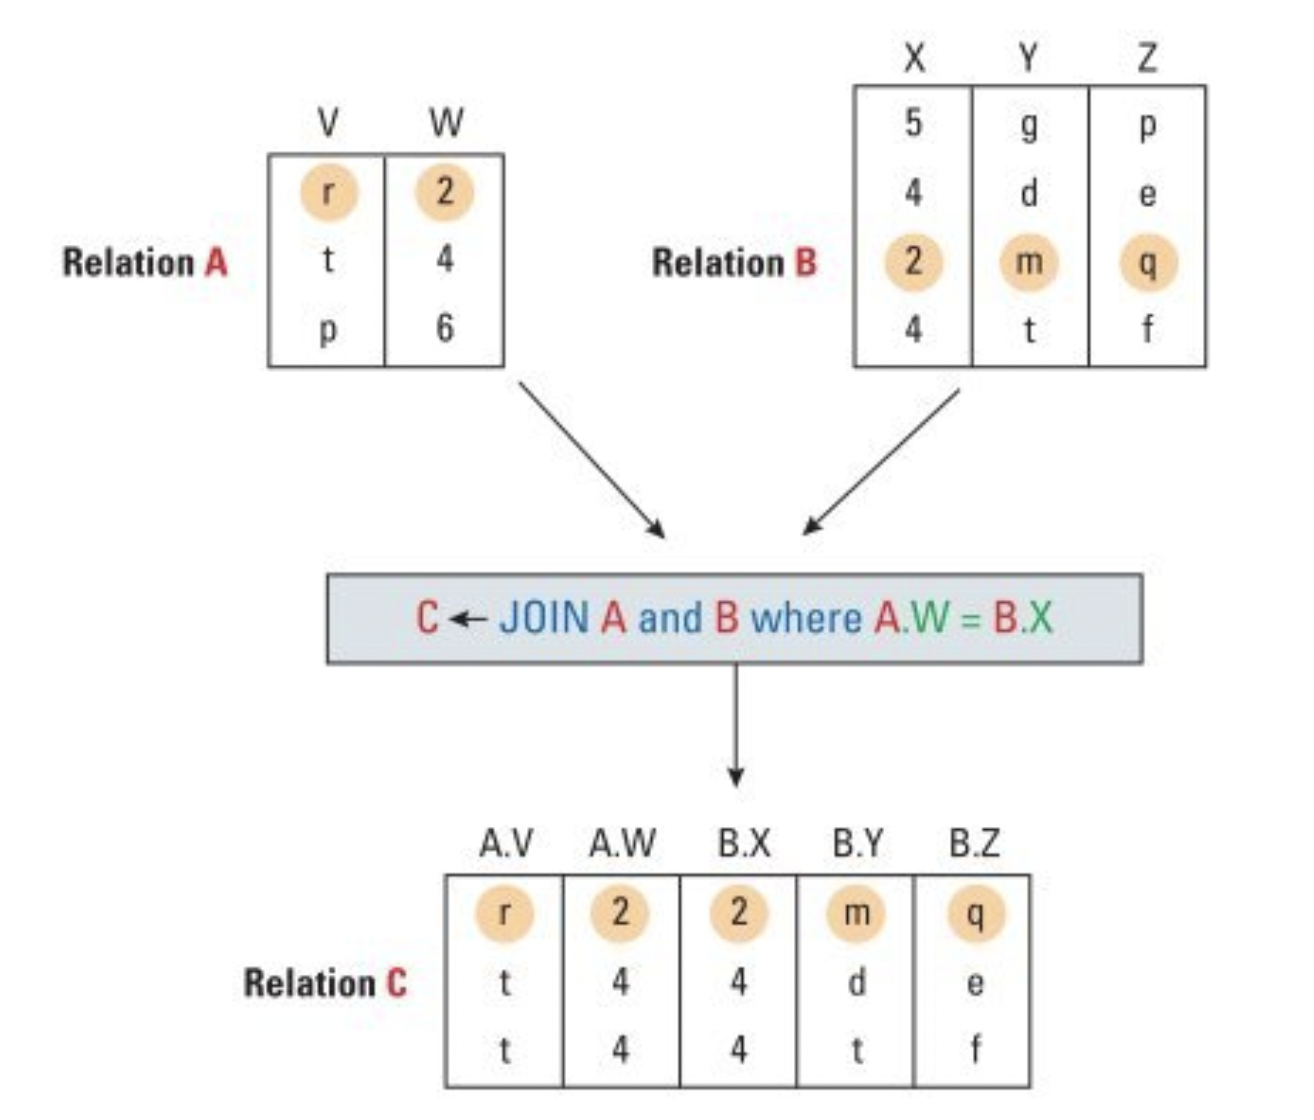 V W
r 2
Relation A t 4
p 6
X Y Z
5 g p
4 d e
Relation B 2 m q
4 t f
C ← JOIN A and B where A.W = B.X
A.V A.W B.X B.Y B.Z
r 2 2 m q
Relation C t 4 4 d e
t 4 4 t f